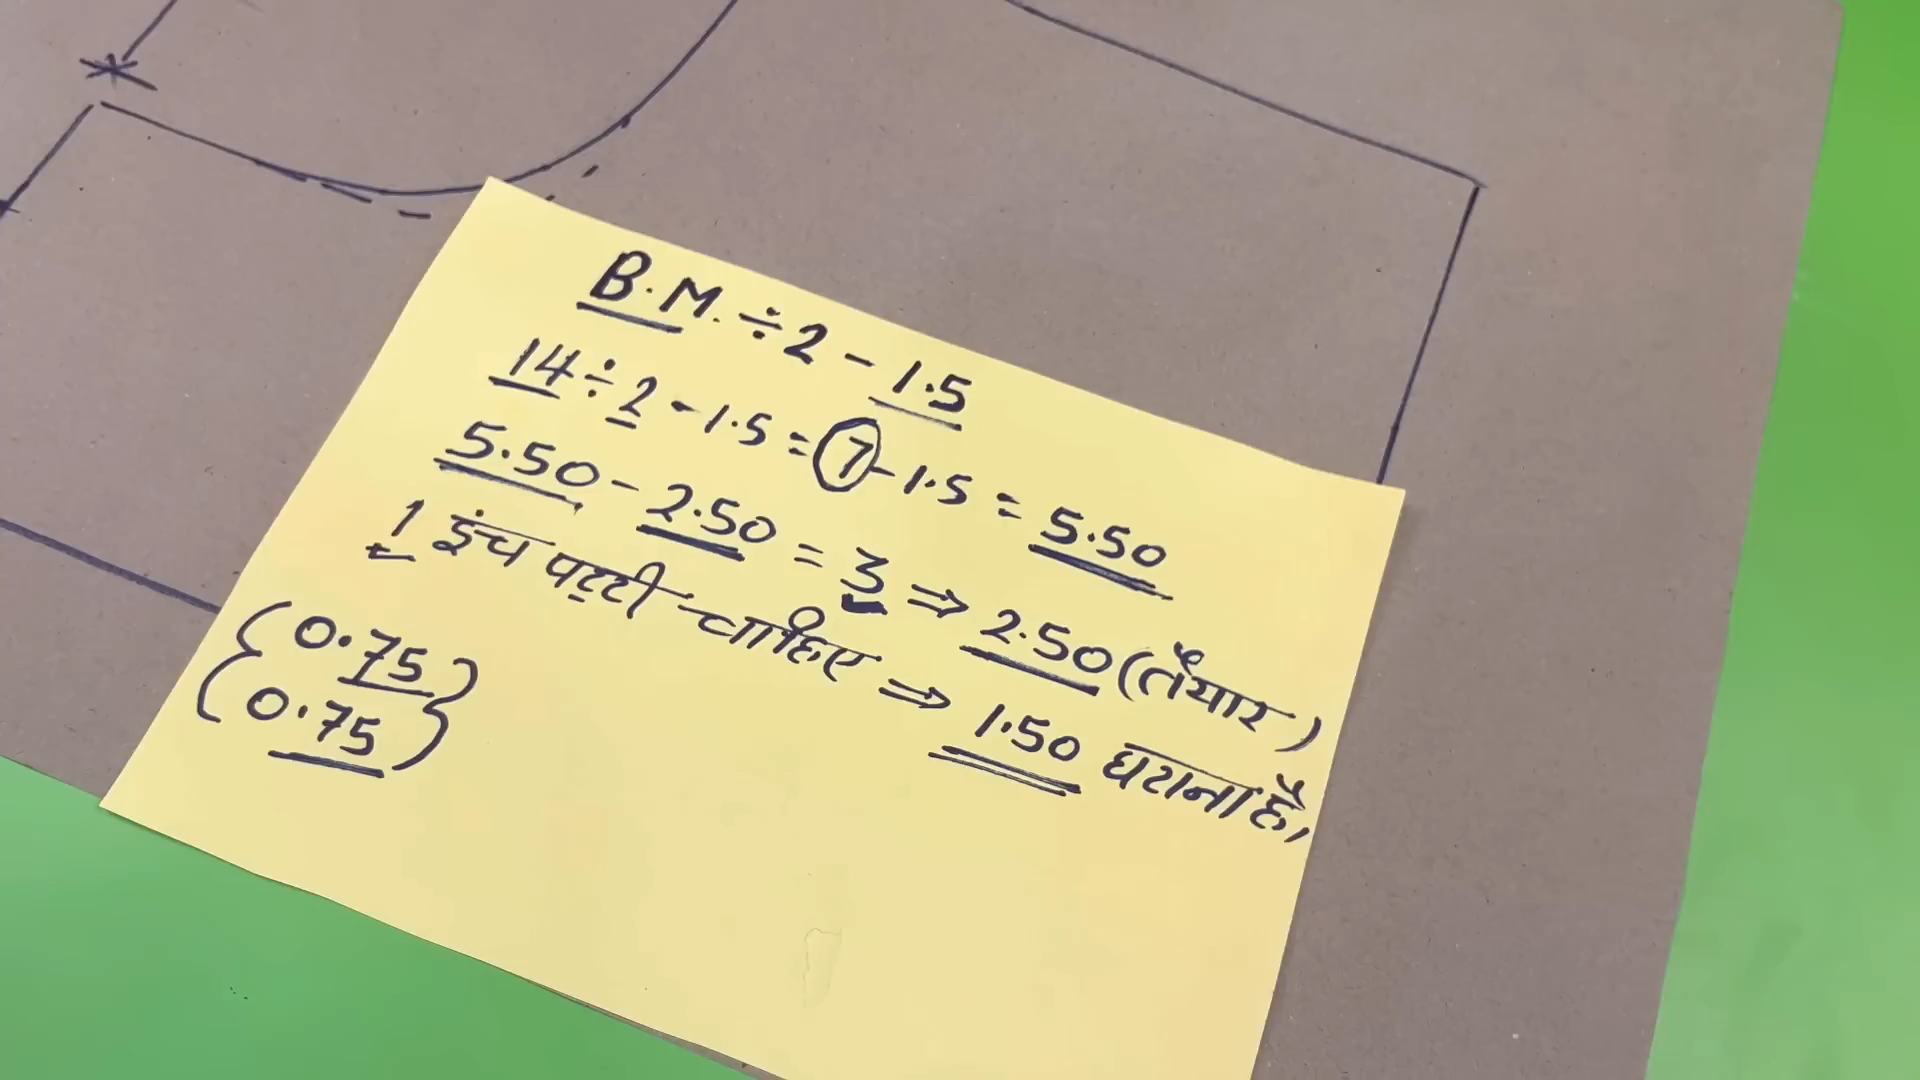 B.M. ÷ 2 - 1.5
14 ÷ 2 - 1.5 = 7 - 1.5 = 5.50
5.50 - 2.50 = 3 ⇒ 2.50 (तैयार)
1 इंच पट्टी चाहिए ⇒ 1.50 घटाना है,
{ 0.75 }
{ 0.75 }